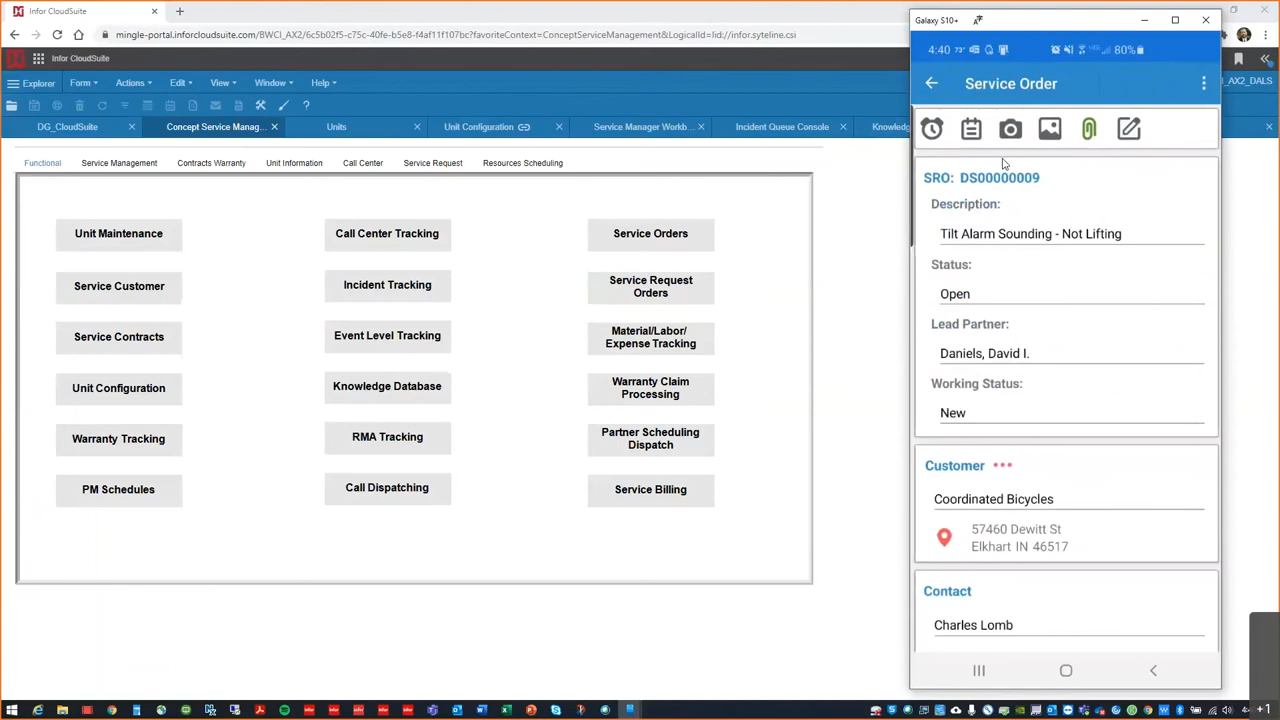 Infor CloudSuite
mingle-portal.inforcloudsuite.com/BWCI_AX2/6c5b02f5-c75c-40fe-b5e8-f4af11f107bc?favoriteContext=ConceptServiceManagement&LogicalId=lid://infor.syteline.csi
Infor CloudSuite
Explorer Form Actions Edit View Window Help
_AX2_DALS
DG_CloudSuite Concept Service Manag... Units Unit Configuration Service Manager Workb... Incident Queue Console Knowled
Functional Service Management Contracts Warranty Unit Information Call Center Service Request Resources Scheduling
Unit Maintenance
Service Customer
Service Contracts
Unit Configuration
Warranty Tracking
PM Schedules
Call Center Tracking
Incident Tracking
Event Level Tracking
Knowledge Database
RMA Tracking
Call Dispatching
Service Orders
Service Request
Orders
Material/Labor/
Expense Tracking
Warranty Claim
Processing
Partner Scheduling
Dispatch
Service Billing
Galaxy S10+
4:40 73° 80%
Service Order
SRO: DS00000009
Description:
Tilt Alarm Sounding - Not Lifting
Status:
Open
Lead Partner:
Daniels, David I.
Working Status:
New
Customer
Coordinated Bicycles
57460 Dewitt St
Elkhart IN 46517
Contact
Charles Lomb
+1